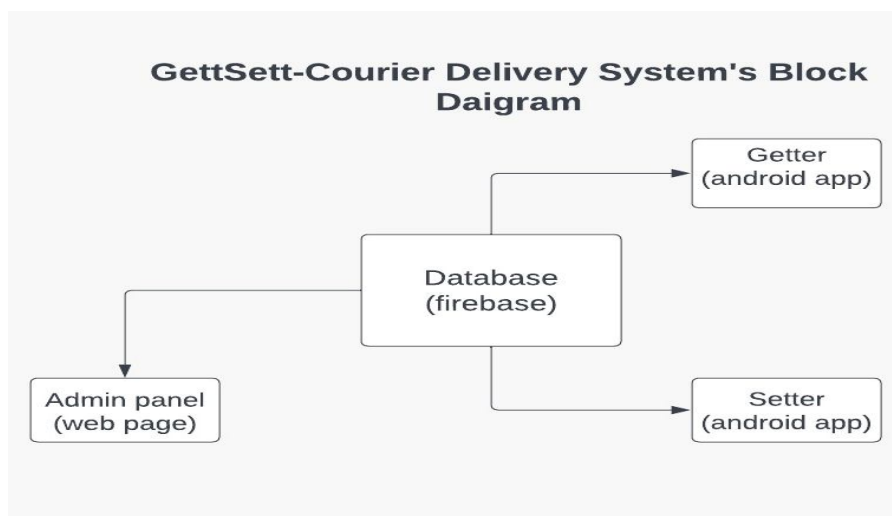 GettSett-Courier Delivery System's Block
Daigram
Getter
(android app)
Database
(firebase)
Admin panel
(web page)
Setter
(android app)